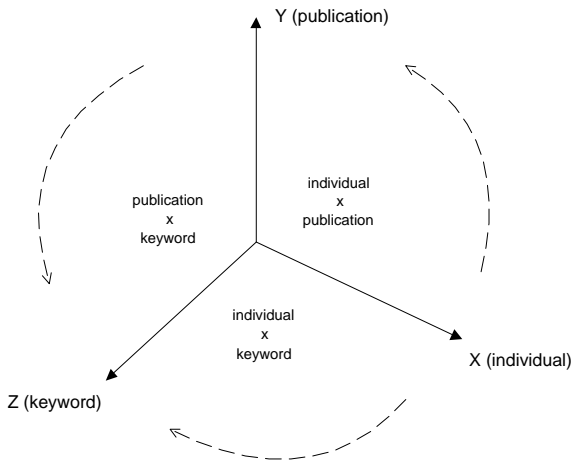 Y (publication)
individual
x
publication
publication
x
keyword
individual
x
keyword
X (individual)
Z (keyword)